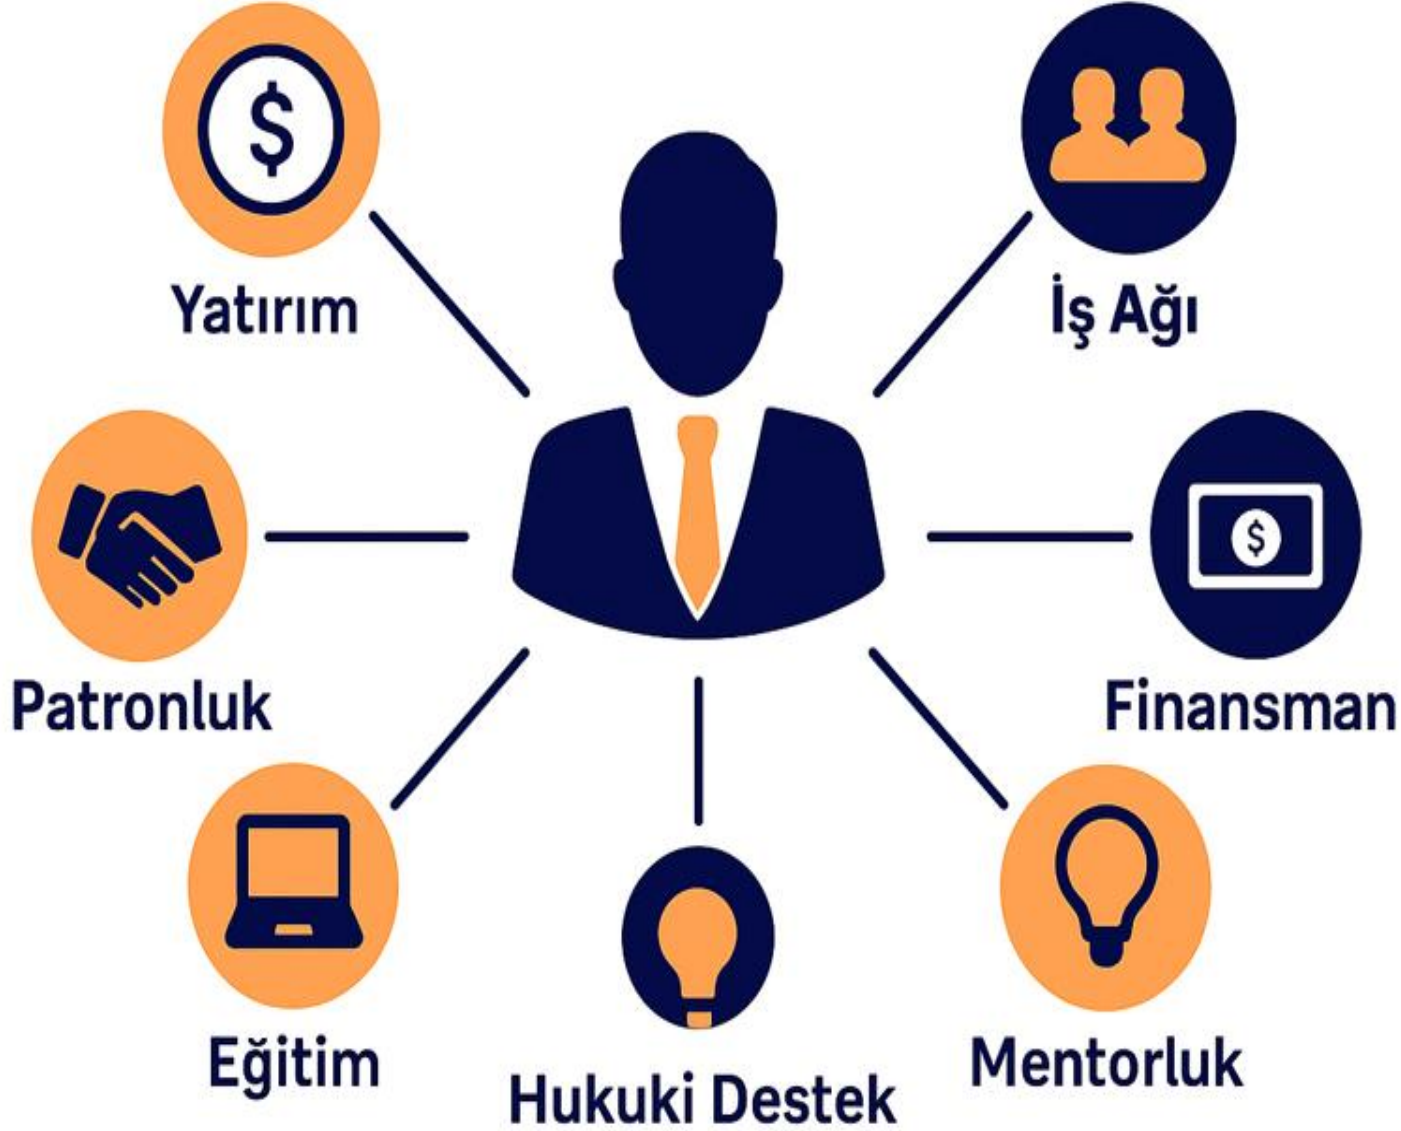 $
Yatırım
İş Ağı
Patronluk
$
Finansman
Eğitim
Hukuki Destek
Mentorluk